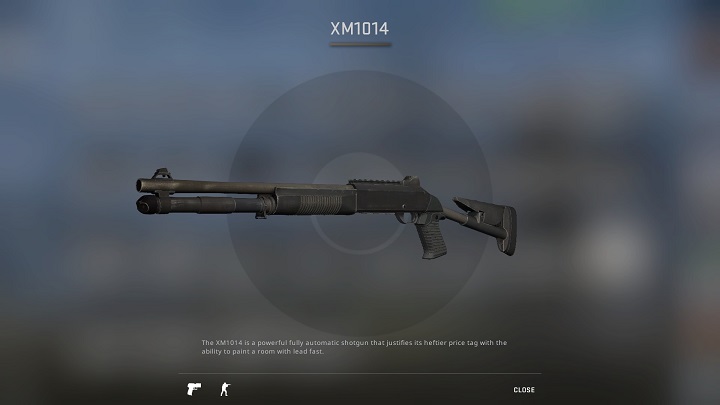 XM1014
The XM1014 is a powerful fully automatic shotgun that justifies its heftier price tag with the
ability to paint a room with lead fast.
CLOSE